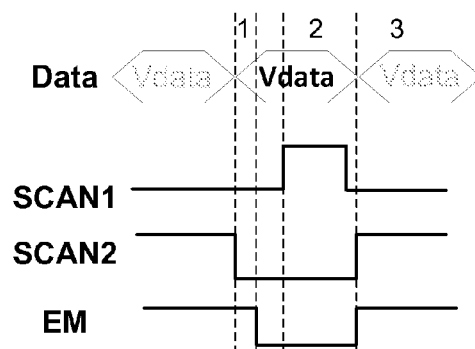 1 2 3
Data Vdata Vdata Vdata
SCAN1
SCAN2
EM